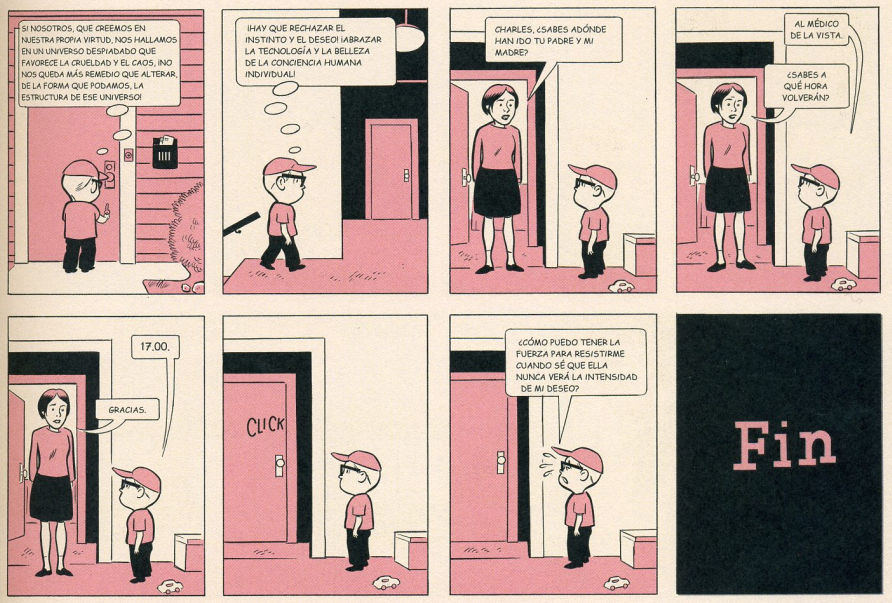 SI NOSOTROS, QUE CREEMOS EN
NUESTRA PROPIA VIRTUD, NOS HALLAMOS
EN UN UNIVERSO DESPIADADO QUE
FAVORECE LA CRUELDAD Y EL CAOS, ¡NO
NOS QUEDA MÁS REMEDIO QUE ALTERAR,
DE LA FORMA QUE PODAMOS, LA
ESTRUCTURA DE ESE UNIVERSO!
¡HAY QUE RECHAZAR EL
INSTINTO Y EL DESEO! ¡ABRAZAR
LA TECNOLOGÍA Y LA BELLEZA
DE LA CONCIENCIA HUMANA
INDIVIDUAL!
CHARLES, ¿SABES ADÓNDE
HAN IDO TU PADRE Y MI
MADRE?
AL MÉDICO
DE LA VISTA.
¿SABES A
QUÉ HORA
VOLVERÁN?
17.00.
GRACIAS.
CLICK
¿CÓMO PUEDO TENER LA
FUERZA PARA RESISTIRME
CUANDO SÉ QUE ELLA
NUNCA VERÁ LA INTENSIDAD
DE MI DESEO?
Fin